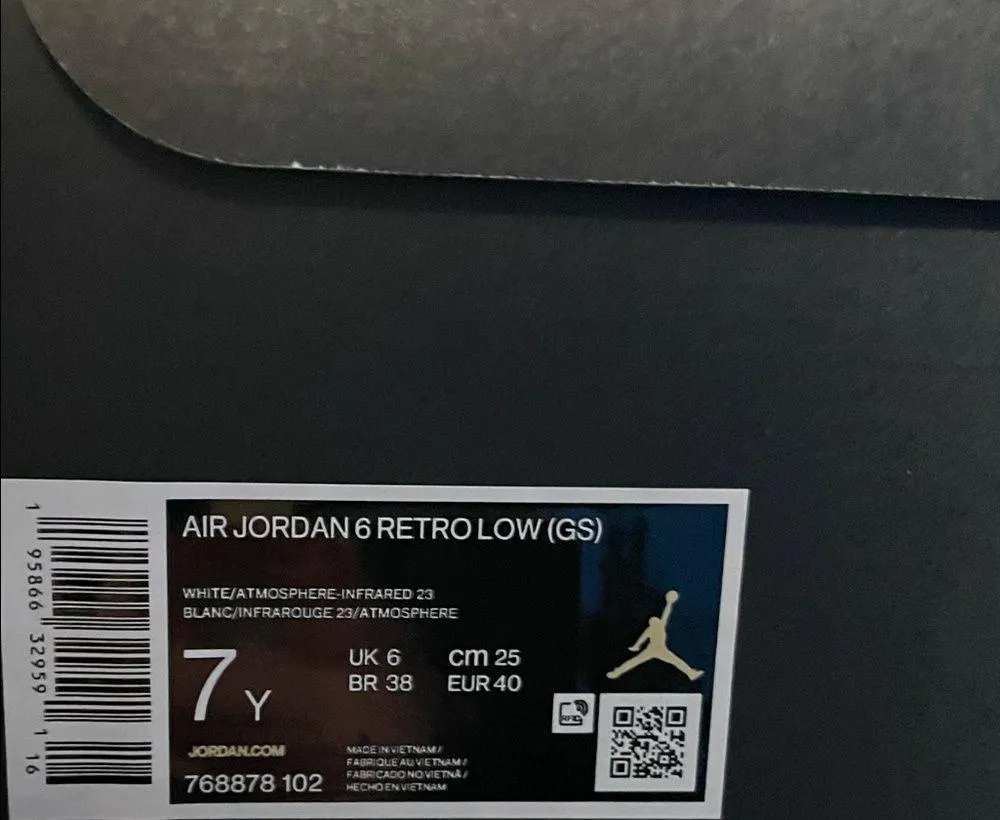 AIR JORDAN 6 RETRO LOW (GS)
WHITE/ATMOSPHERE-INFRARED 23
BLANC/INFRAROUGE 23/ATMOSPHERE
7 Y
UK 6 cm 25
BR 38 EUR 40
RFID
JORDAN.COM
768878 102
MADE IN VIETNAM /
FABRIQUE AU VIETNAM /
FABRICADO NO VIETNÃ /
HECHO EN VIETNAM
1 95866 32959 1 16